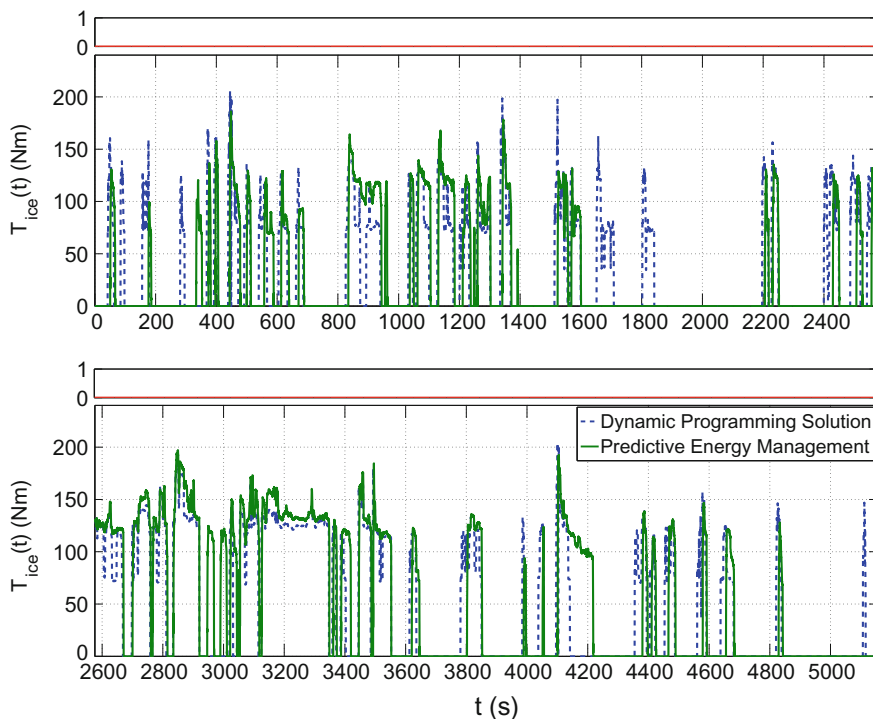 1
0
T_ice(t) (Nm)
200
150
100
50
0
0 200 400 600 800 1000 1200 1400 1600 1800 2000 2200 2400
1
0
T_ice(t) (Nm)
200
150
100
50
0
Dynamic Programming Solution
Predictive Energy Management
2600 2800 3000 3200 3400 3600 3800 4000 4200 4400 4600 4800 5000
t (s)